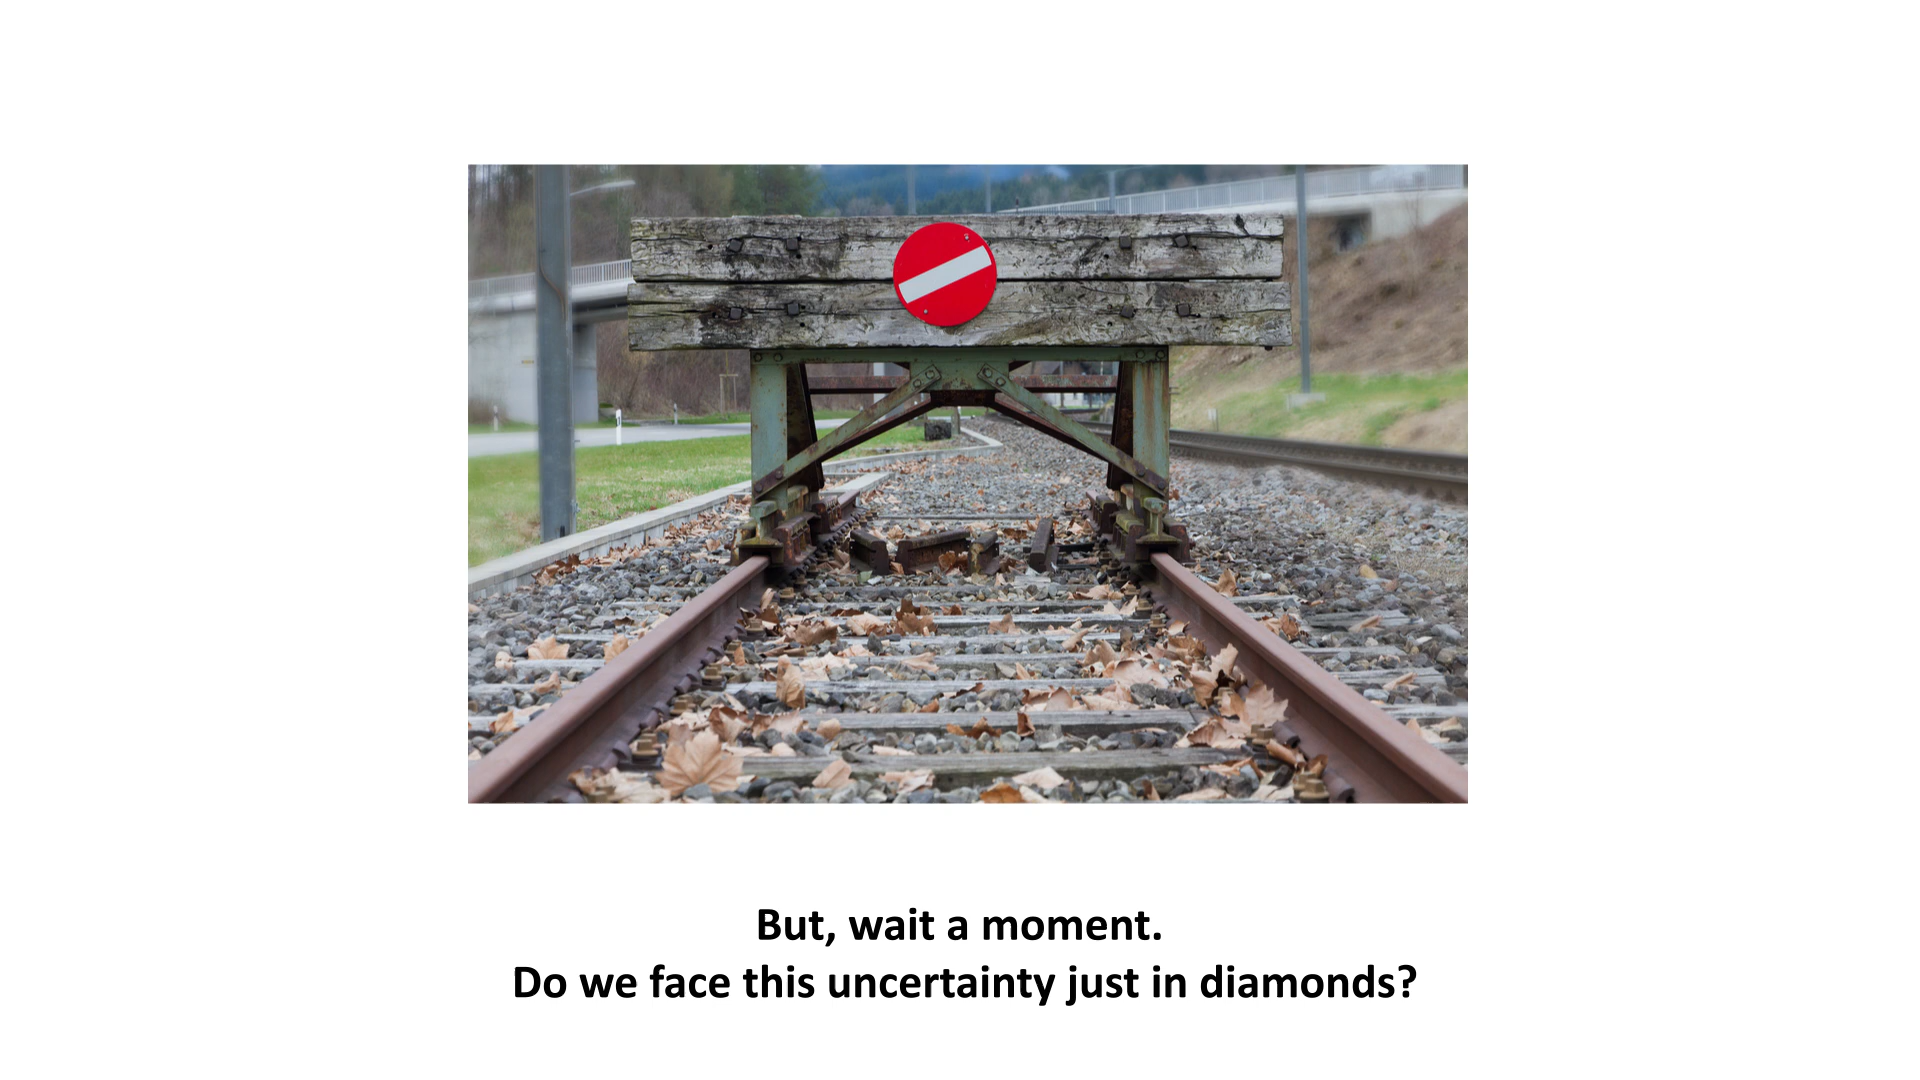 But, wait a moment.
Do we face this uncertainty just in diamonds?